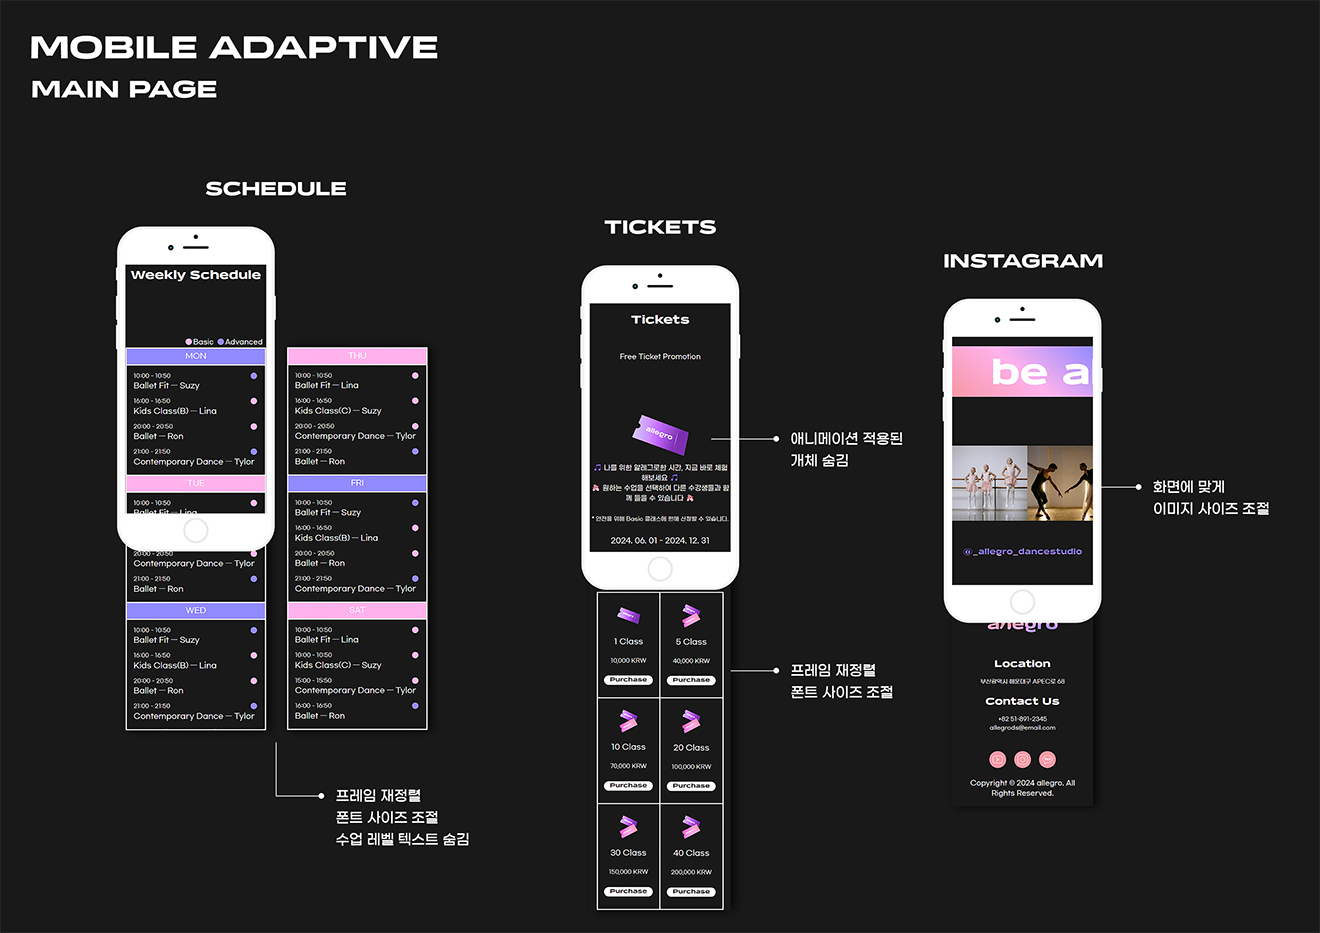 MOBILE ADAPTIVE
MAIN PAGE
SCHEDULE
Weekly Schedule
Basic Advanced
MON
10:00 - 10:50
Ballet Fit — Suzy
16:00 - 16:50
Kids Class(B) — Lina
20:00 - 20:50
Ballet — Ron
21:00 - 21:50
Contemporary Dance — Tylor
TUE
10:00 - 10:50
Ballet Fit — Lina
20:00 - 20:50
Contemporary Dance — Tylor
21:00 - 21:50
Ballet — Ron
WED
10:00 - 10:50
Ballet Fit — Suzy
16:00 - 16:50
Kids Class(B) — Lina
20:00 - 20:50
Ballet — Ron
21:00 - 21:50
Contemporary Dance — Tylor
THU
10:00 - 10:50
Ballet Fit — Lina
16:00 - 16:50
Kids Class(C) — Suzy
20:00 - 20:50
Contemporary Dance — Tylor
21:00 - 21:50
Ballet — Ron
FRI
10:00 - 10:50
Ballet Fit — Suzy
16:00 - 16:50
Kids Class(B) — Lina
20:00 - 20:50
Ballet — Ron
21:00 - 21:50
Contemporary Dance — Tylor
SAT
10:00 - 10:50
Ballet Fit — Lina
10:00 - 10:50
Kids Class(C) — Suzy
15:00 - 15:50
Contemporary Dance — Tylor
16:00 - 16:50
Ballet — Ron
프레임 재정렬
폰트 사이즈 조절
수업 레벨 텍스트 숨김
TICKETS
Tickets
Free Ticket Promotion
allegro
🎵 나를 위한 알레그로한 시간, 지금 바로 체험
해보세요 🎵
🩰 원하는 수업을 선택하여 다른 수강생들과 함
께 들을 수 있습니다 🩰
* 안전을 위해 Basic 클래스에 한해 신청할 수 있습니다.
2024. 06. 01 - 2024. 12. 31
애니메이션 적용된
개체 숨김
1 Class
10,000 KRW
Purchase
5 Class
40,000 KRW
Purchase
10 Class
70,000 KRW
Purchase
20 Class
100,000 KRW
Purchase
30 Class
150,000 KRW
Purchase
40 Class
200,000 KRW
Purchase
프레임 재정렬
폰트 사이즈 조절
INSTAGRAM
be al
@_allegro_dancestudio
화면에 맞게
이미지 사이즈 조절
allegro
Location
부산광역시 해운대구 APEC로 68
Contact Us
+82 51-891-2345
allegrods@email.com
Copyright © 2024 allegro. All
Rights Reserved.